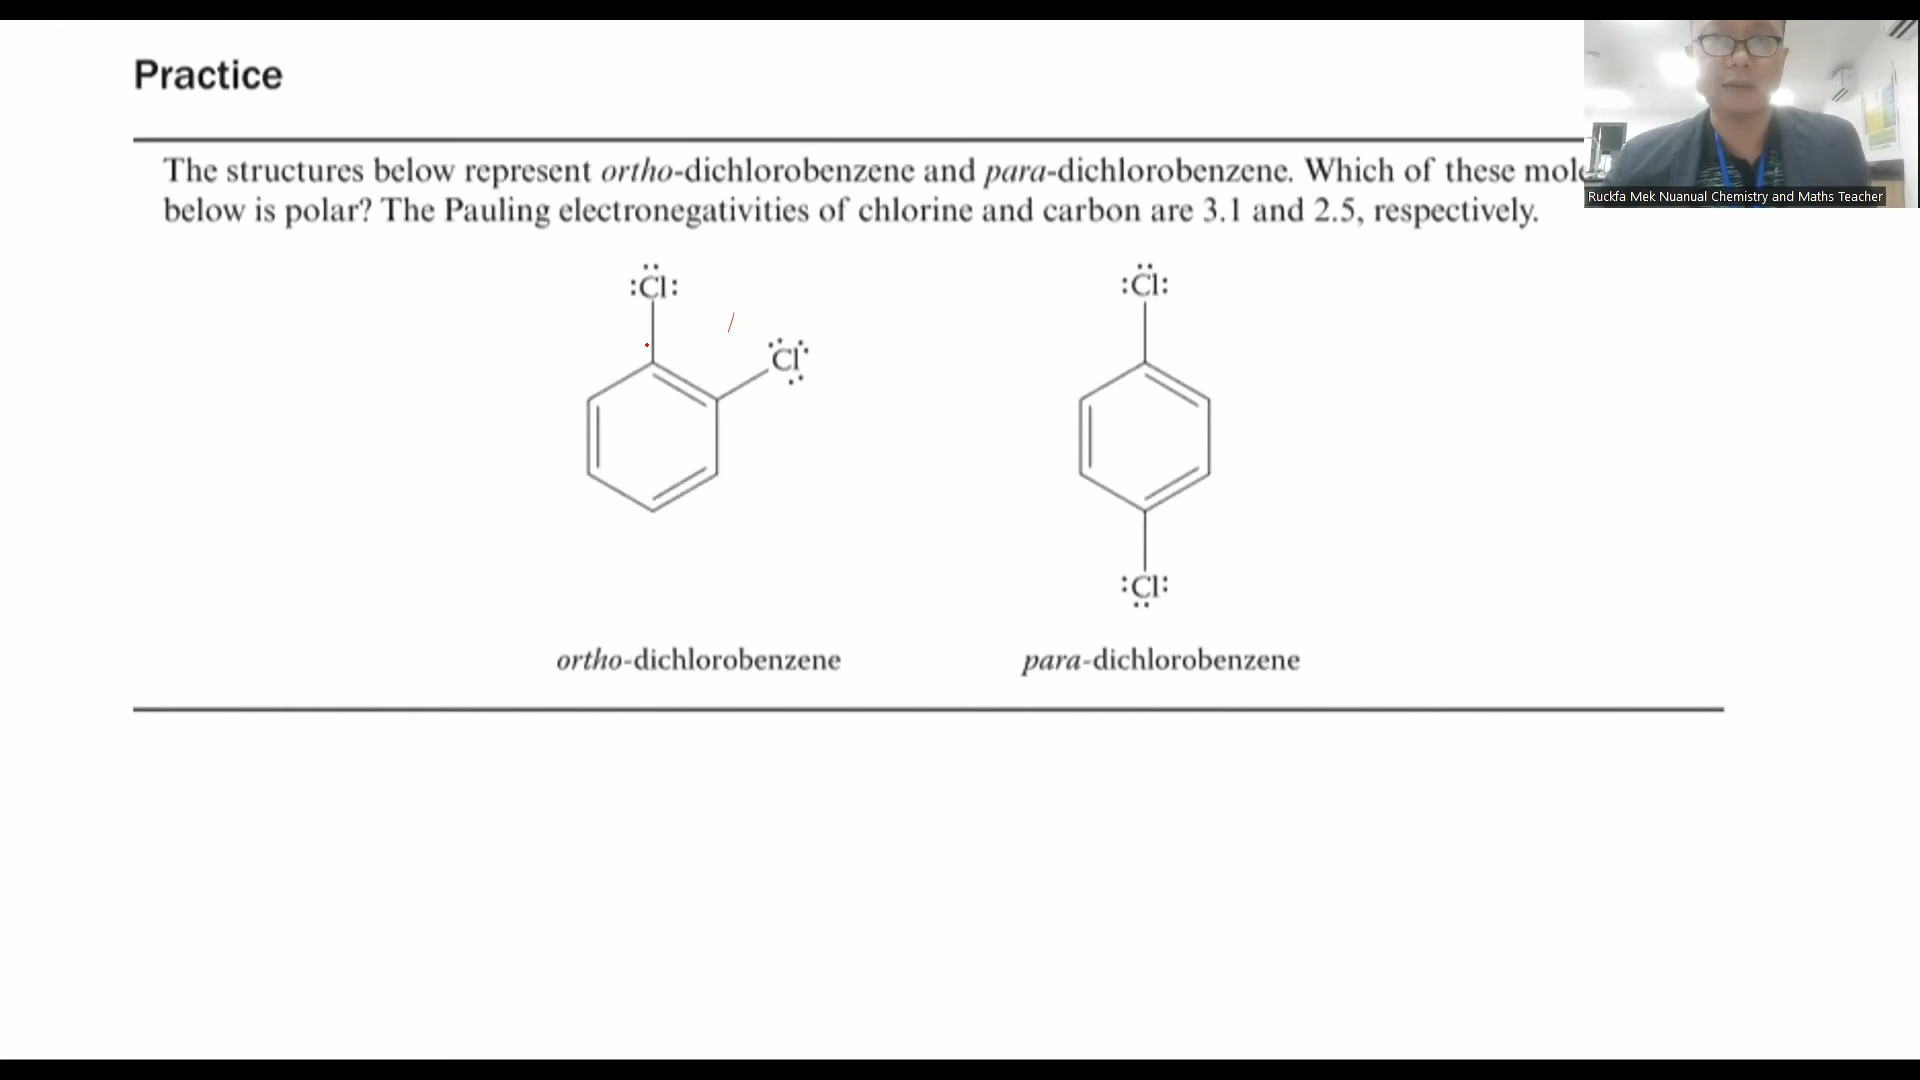 Practice
The structures below represent ortho-dichlorobenzene and para-dichlorobenzene. Which of these
below is polar? The Pauling electronegativities of chlorine and carbon are 3.1 and 2.5, respectively.
Ruckfa Mek Nuanual Chemistry and Maths Teacher
:Cl: :Cl:
Cl
:Cl:
ortho-dichlorobenzene para-dichlorobenzene